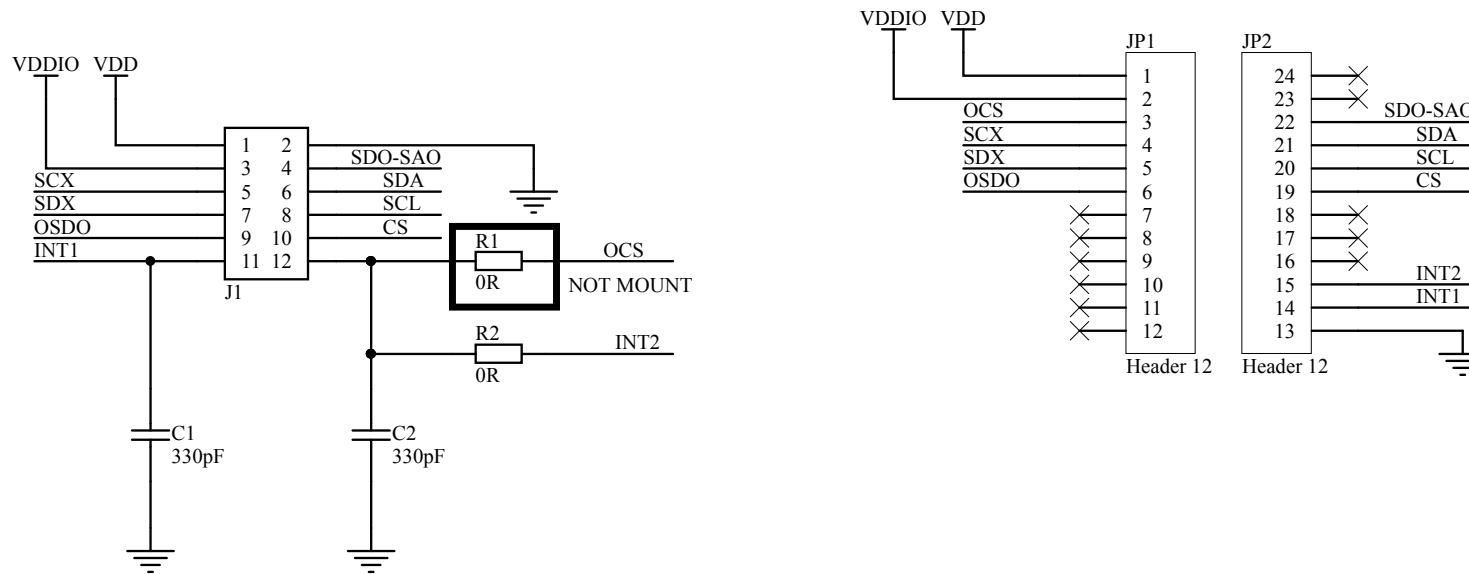 VDDIO VDD
1 2
3 4 SDO-SAO
SCX 5 6 SDA
SDX 7 8 SCL
OSDO 9 10 CS
INT1 11 12 R1 OCS
J1 0R NOT MOUNT
R2 INT2
0R
C1 C2
330pF 330pF
VDDIO VDD
JP1 JP2
1 24
2 23
OCS 3 22 SDO-SAO
SCX 4 21 SDA
SDX 5 20 SCL
OSDO 6 19 CS
7 18
8 17
9 16
10 15 INT2
11 14 INT1
12 13
Header 12 Header 12